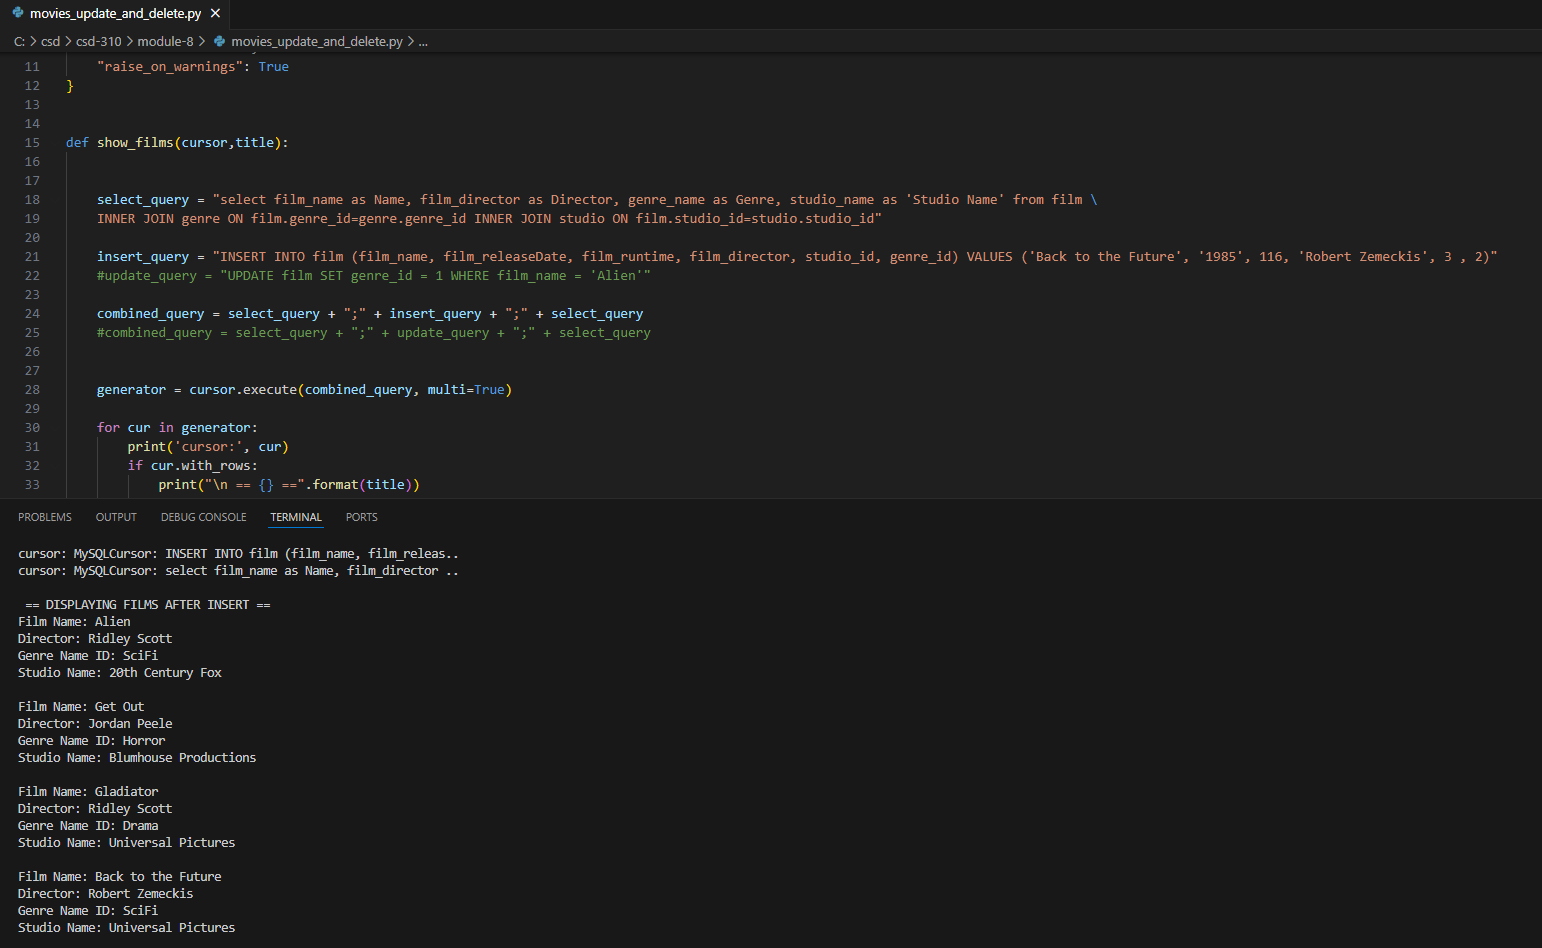 movies_update_and_delete.py ×
C: > csd > csd-310 > module-8 > movies_update_and_delete.py > ...
11 "raise_on_warnings": True
12 }
13
14
15 def show_films(cursor,title):
16
17
18 select_query = "select film_name as Name, film_director as Director, genre_name as Genre, studio_name as 'Studio Name' from film \
19 INNER JOIN genre ON film.genre_id=genre.genre_id INNER JOIN studio ON film.studio_id=studio.studio_id"
20
21 insert_query = "INSERT INTO film (film_name, film_releaseDate, film_runtime, film_director, studio_id, genre_id) VALUES ('Back to the Future', '1985', 116, 'Robert Zemeckis', 3 , 2)"
22 #update_query = "UPDATE film SET genre_id = 1 WHERE film_name = 'Alien'"
23
24 combined_query = select_query + ";" + insert_query + ";" + select_query
25 #combined_query = select_query + ";" + update_query + ";" + select_query
26
27
28 generator = cursor.execute(combined_query, multi=True)
29
30 for cur in generator:
31 print('cursor:', cur)
32 if cur.with_rows:
33 print("\n == {} ==".format(title))
PROBLEMS OUTPUT DEBUG CONSOLE TERMINAL PORTS
cursor: MySQLCursor: INSERT INTO film (film_name, film_releas..
cursor: MySQLCursor: select film_name as Name, film_director ..
== DISPLAYING FILMS AFTER INSERT ==
Film Name: Alien
Director: Ridley Scott
Genre Name ID: SciFi
Studio Name: 20th Century Fox
Film Name: Get Out
Director: Jordan Peele
Genre Name ID: Horror
Studio Name: Blumhouse Productions
Film Name: Gladiator
Director: Ridley Scott
Genre Name ID: Drama
Studio Name: Universal Pictures
Film Name: Back to the Future
Director: Robert Zemeckis
Genre Name ID: SciFi
Studio Name: Universal Pictures